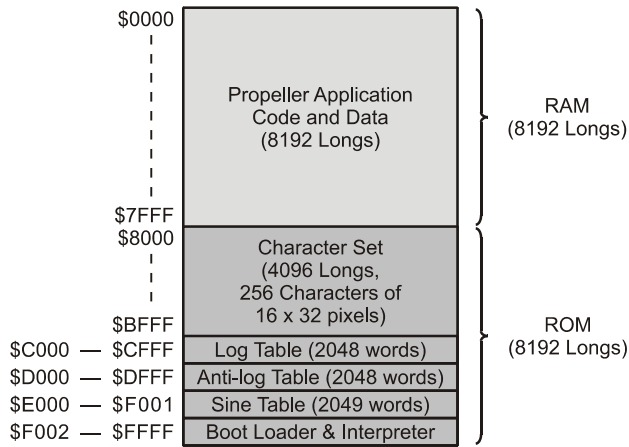 $0000
Propeller Application
Code and Data
(8192 Longs)
RAM
(8192 Longs)
$7FFF
$8000
Character Set
(4096 Longs,
256 Characters of
16 x 32 pixels)
$BFFF
ROM
(8192 Longs)
$C000 — $CFFF Log Table (2048 words)
$D000 — $DFFF Anti-log Table (2048 words)
$E000 — $F001 Sine Table (2049 words)
$F002 — $FFFF Boot Loader & Interpreter